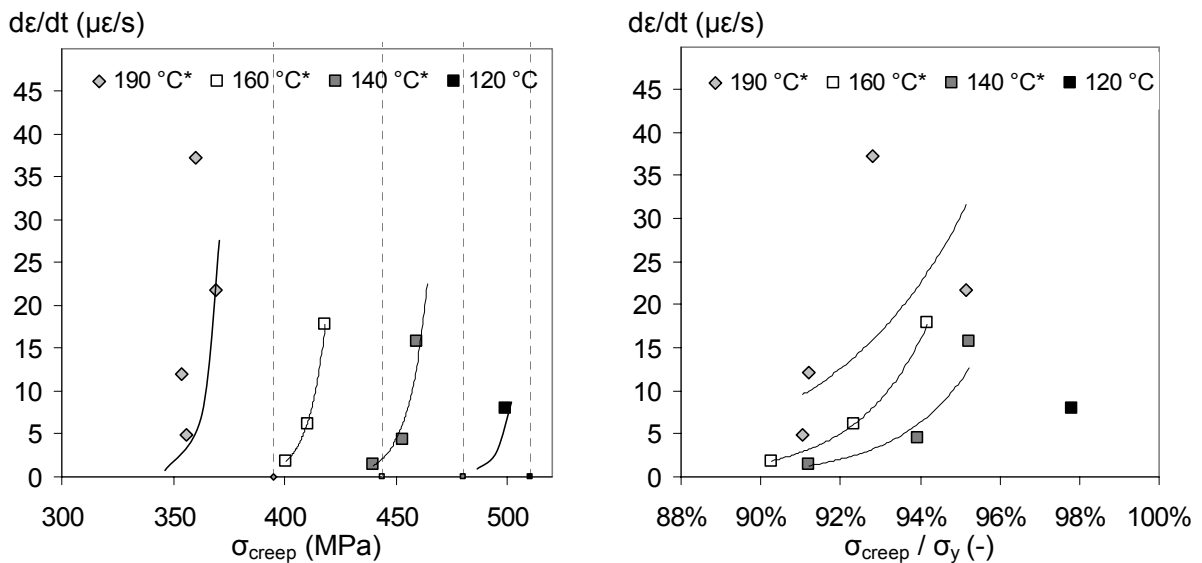 dε/dt (µε/s)
190 °C* 160 °C* 140 °C* 120 °C
45
40
35
30
25
20
15
10
5
0
300 350 400 450 500
σcreep (MPa)
dε/dt (µε/s)
190 °C* 160 °C* 140 °C* 120 °C
45
40
35
30
25
20
15
10
5
0
88% 90% 92% 94% 96% 98% 100%
σcreep / σy (-)